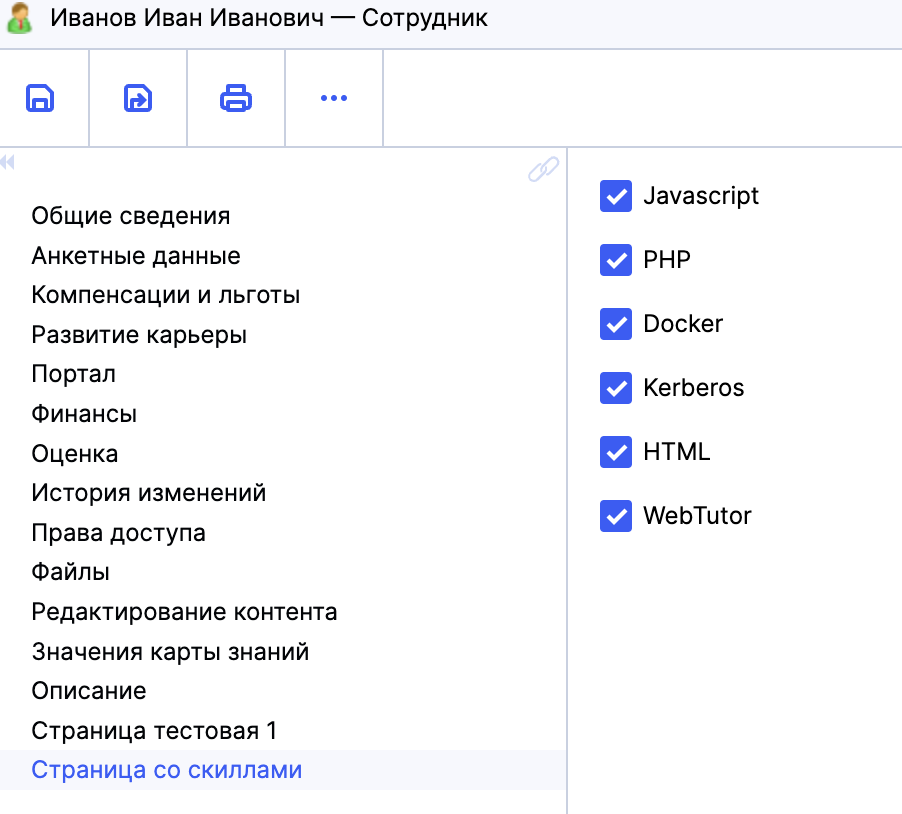 Иванов Иван Иванович — Сотрудник
Общие сведения
Анкетные данные
Компенсации и льготы
Развитие карьеры
Портал
Финансы
Оценка
История изменений
Права доступа
Файлы
Редактирование контента
Значения карты знаний
Описание
Страница тестовая 1
Страница со скиллами
Javascript
PHP
Docker
Kerberos
HTML
WebTutor